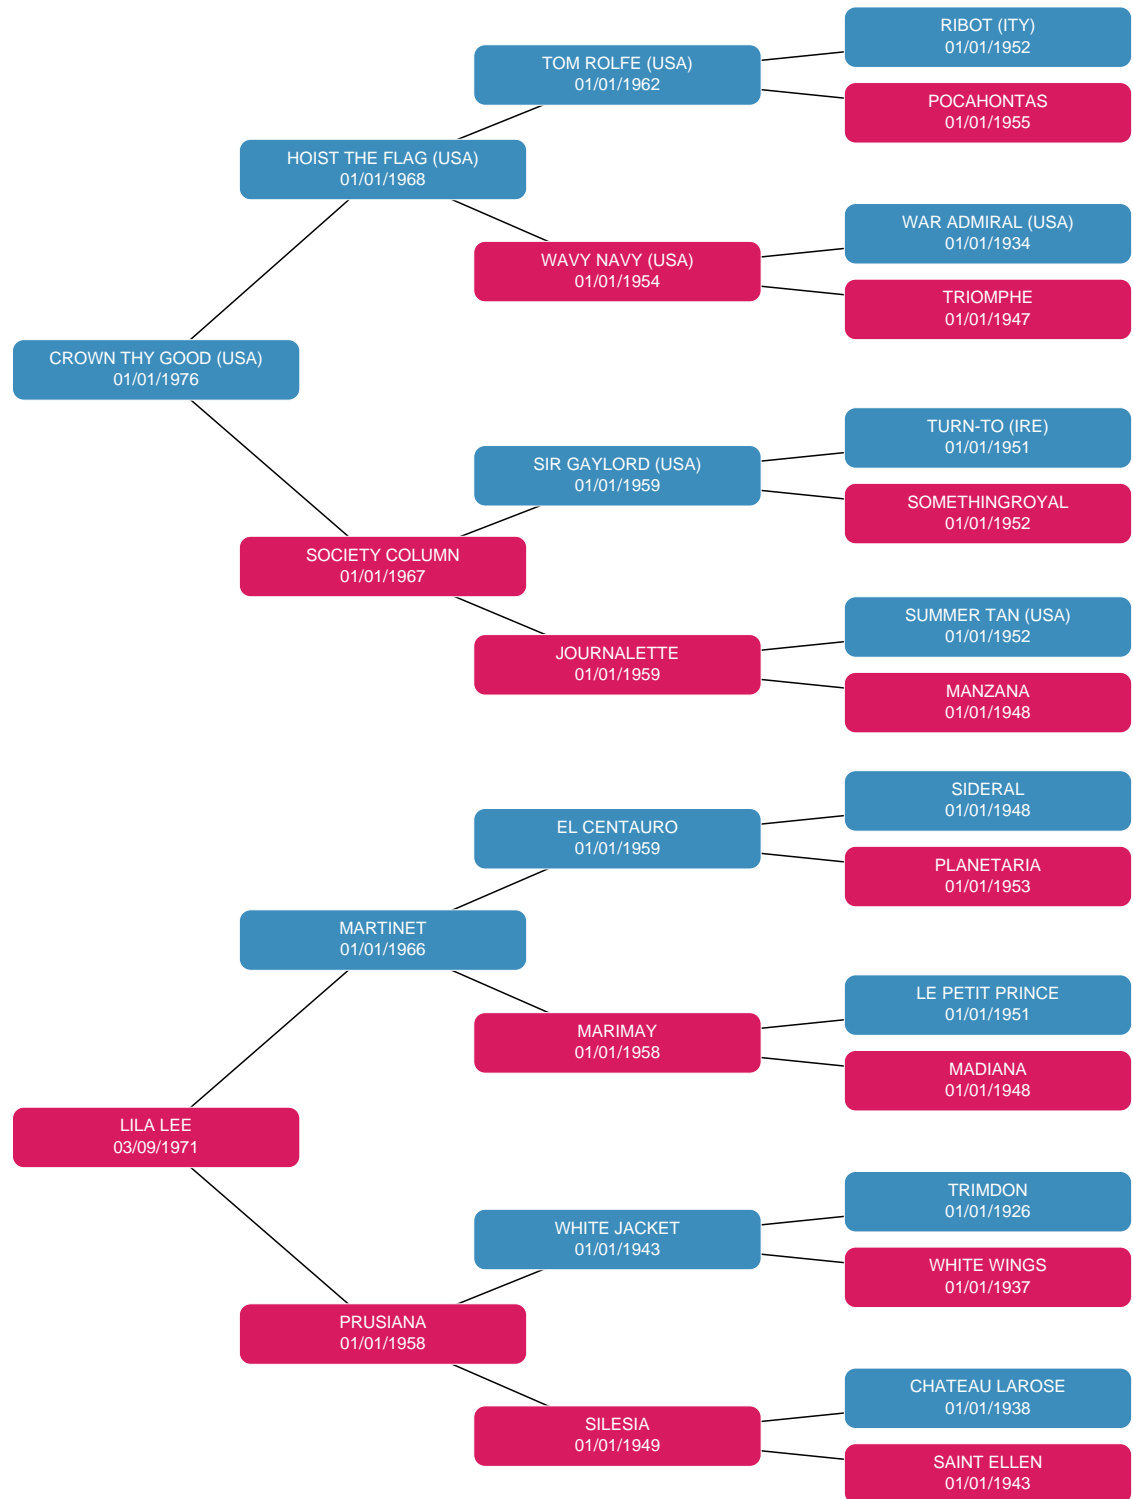 RIBOT (ITY)
01/01/1952
TOM ROLFE (USA)
01/01/1962
POCAHONTAS
01/01/1955
HOIST THE FLAG (USA)
01/01/1968
WAR ADMIRAL (USA)
01/01/1934
WAVY NAVY (USA)
01/01/1954
TRIOMPHE
01/01/1947
CROWN THY GOOD (USA)
01/01/1976
TURN-TO (IRE)
01/01/1951
SIR GAYLORD (USA)
01/01/1959
SOMETHINGROYAL
01/01/1952
SOCIETY COLUMN
01/01/1967
SUMMER TAN (USA)
01/01/1952
JOURNALETTE
01/01/1959
MANZANA
01/01/1948
SIDERAL
01/01/1948
EL CENTAURO
01/01/1959
PLANETARIA
01/01/1953
MARTINET
01/01/1966
LE PETIT PRINCE
01/01/1951
MARIMAY
01/01/1958
MADIANA
01/01/1948
LILA LEE
03/09/1971
TRIMDON
01/01/1926
WHITE JACKET
01/01/1943
WHITE WINGS
01/01/1937
PRUSIANA
01/01/1958
CHATEAU LAROSE
01/01/1938
SILESIA
01/01/1949
SAINT ELLEN
01/01/1943